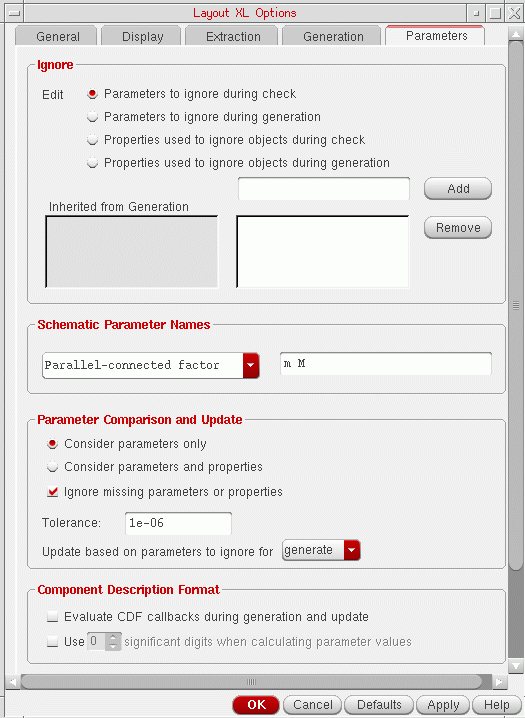 Layout XL Options
General Display Extraction Generation Parameters
Ignore
Edit Parameters to ignore during check
Parameters to ignore during generation
Properties used to ignore objects during check
Properties used to ignore objects during generation
Add
Inherited from Generation
Remove
Schematic Parameter Names
Parallel-connected factor m M
Parameter Comparison and Update
Consider parameters only
Consider parameters and properties
Ignore missing parameters or properties
Tolerance: 1e-06
Update based on parameters to ignore for generate
Component Description Format
Evaluate CDF callbacks during generation and update
Use 0 significant digits when calculating parameter values
OK Cancel Defaults Apply Help